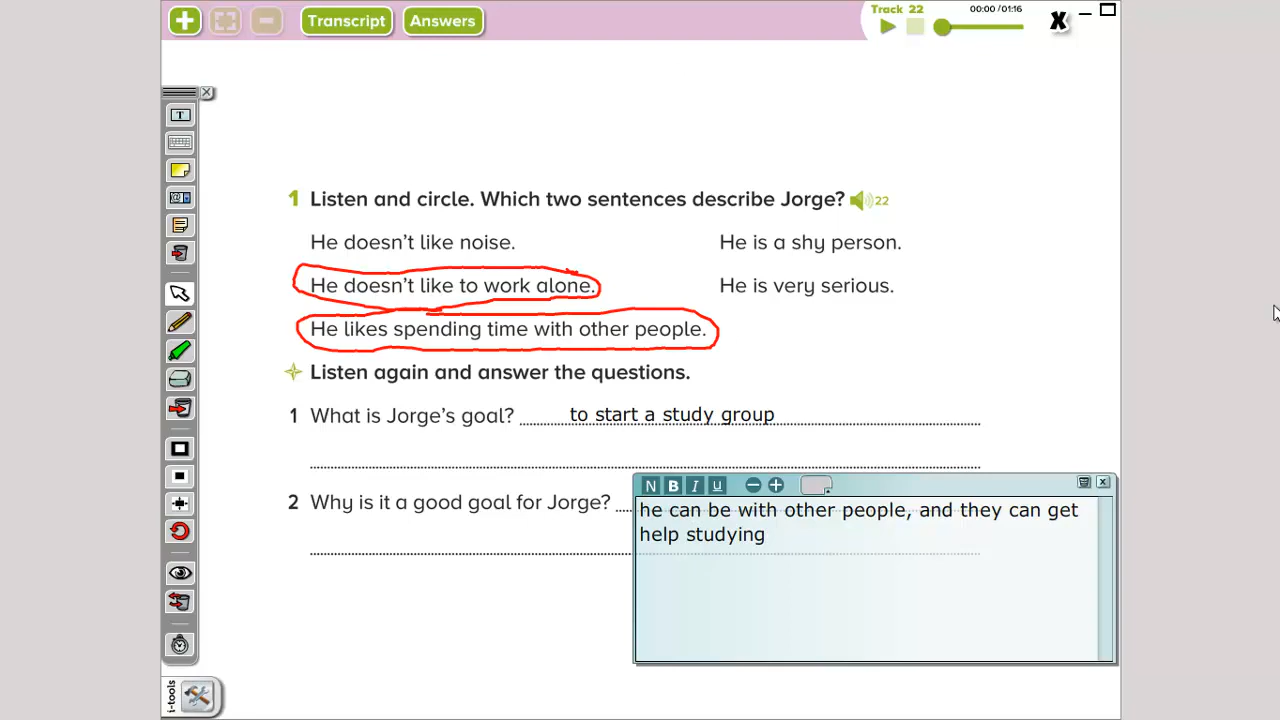 Transcript Answers
Track 22 00:00 / 01:16
1 Listen and circle. Which two sentences describe Jorge? 22
He doesn't like noise. He is a shy person.
He doesn't like to work alone. He is very serious.
He likes spending time with other people.
Listen again and answer the questions.
1 What is Jorge's goal? to start a study group
2 Why is it a good goal for Jorge?
N B I U
he can be with other people, and they can get
help studying
i-tools